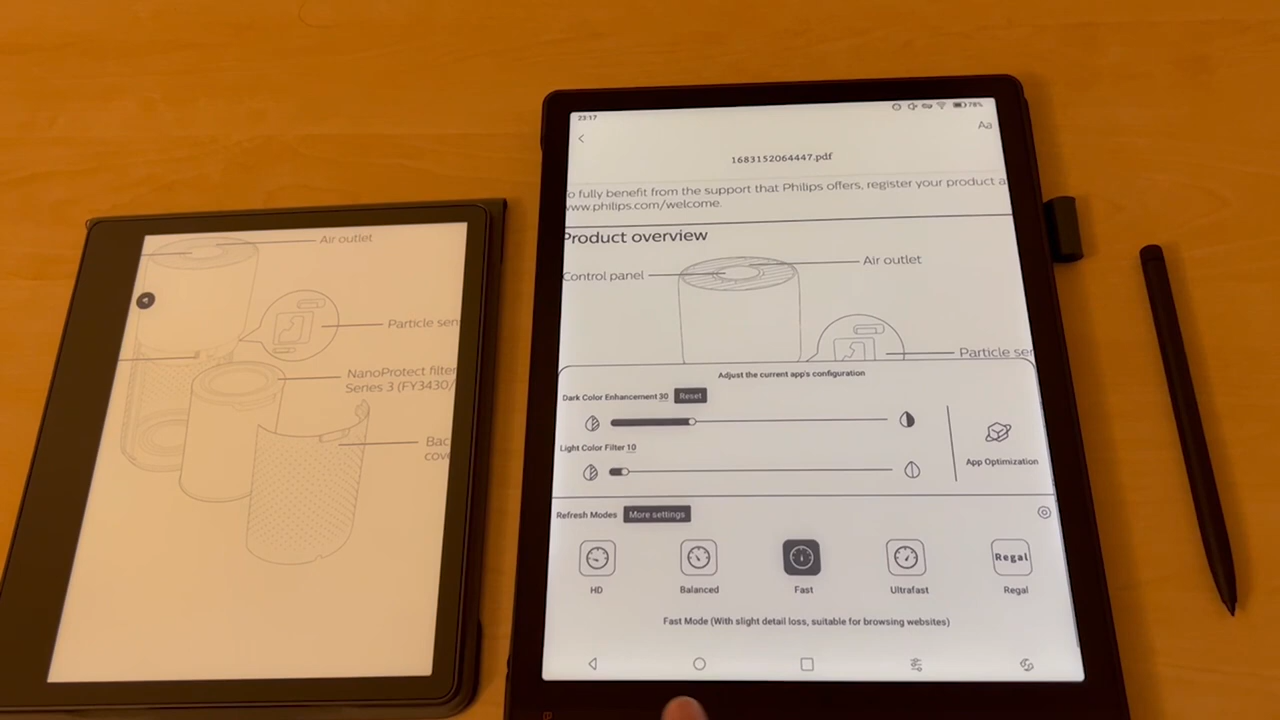 Air outlet
Particle sen
NanoProtect filter
Series 3 (FY3430/
Bac
cove
23:17
78%
Aa
1683152064447.pdf
o fully benefit from the support that Philips offers, register your product a
www.philips.com/welcome.
Product overview
Control panel
Air outlet
Particle ser
Adjust the current app's configuration
Dark Color Enhancement 30 Reset
Light Color Filter 10
App Optimization
Refresh Modes More settings
Regal
HD Balanced Fast Ultrafast Regal
Fast Mode (With slight detail loss, suitable for browsing websites)